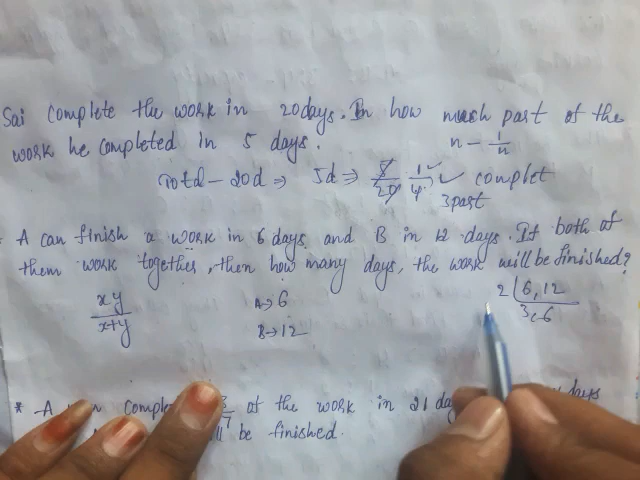 Sai complete the work in 20days. In how much part of the
work he completed in 5 days.
n - 1/n
20d ⇒ 5d ⇒ 5/20 1/4 ✓ ✓ complet
3part
A can finish a work in 6 days and B in 12 days. If both of
them work together, then how many days, the work will be finished?
xy/x+y
A→6
B→12
2 | 6, 12
3, 6
* A comple /7 of the work in 21 day days
be finished.